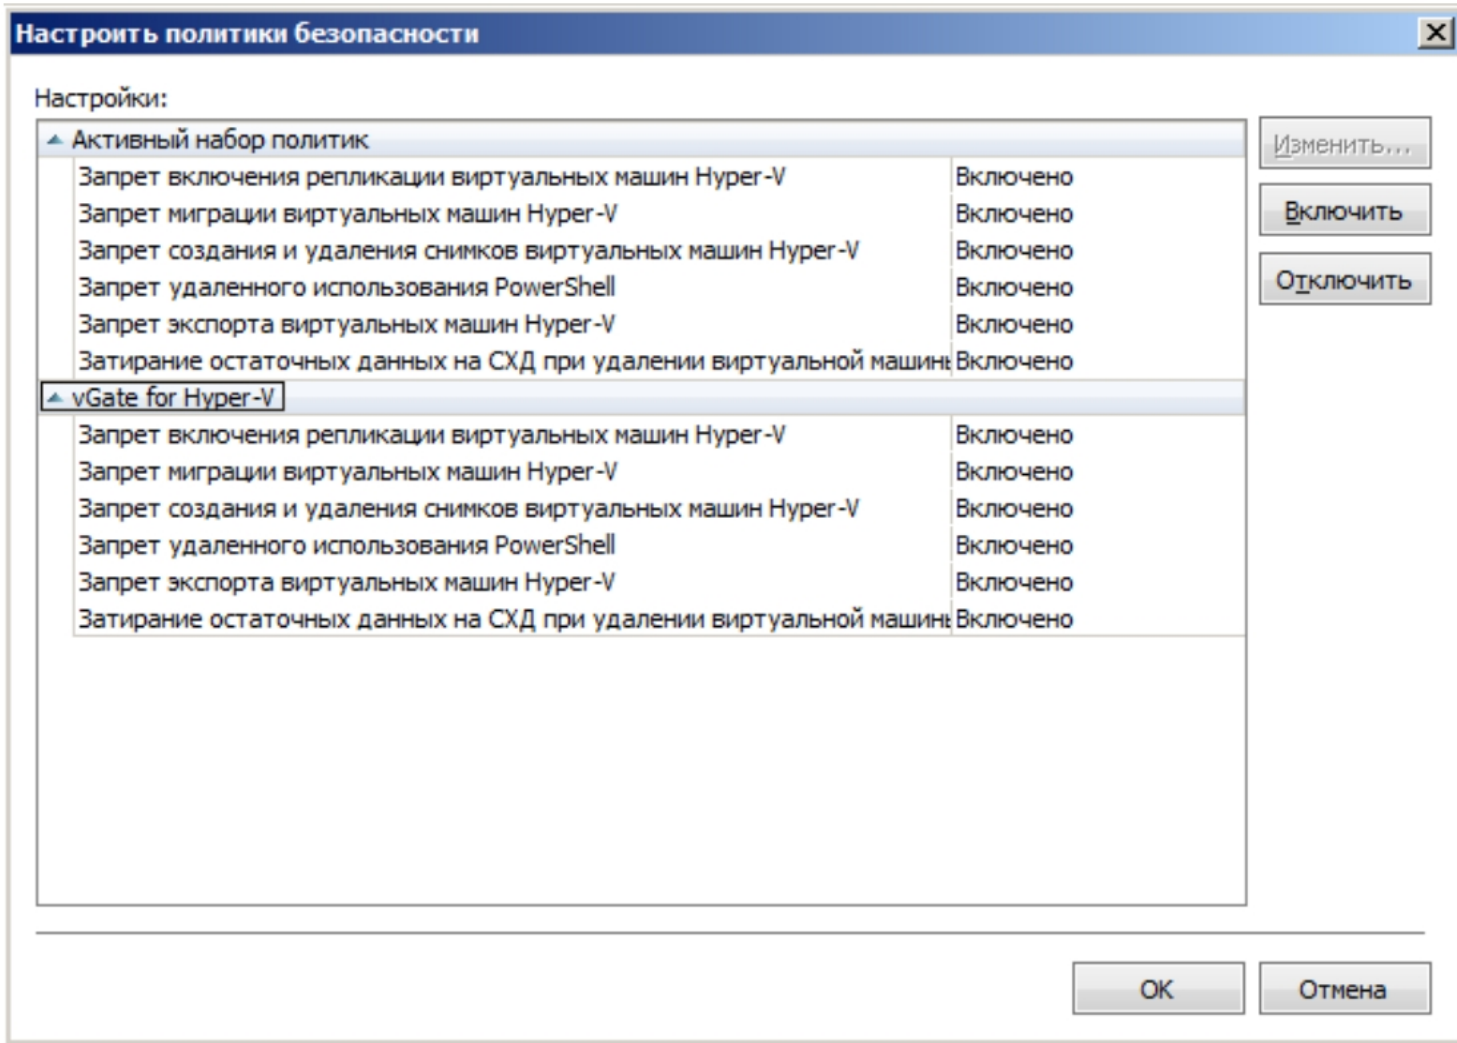 Настроить политики безопасности
Настройки:
Активный набор политик
Запрет включения репликации виртуальных машин Hyper-V Включено
Запрет миграции виртуальных машин Hyper-V Включено
Запрет создания и удаления снимков виртуальных машин Hyper-V Включено
Запрет удаленного использования PowerShell Включено
Запрет экспорта виртуальных машин Hyper-V Включено
Затирание остаточных данных на СХД при удалении виртуальной машины Включено
vGate for Hyper-V
Запрет включения репликации виртуальных машин Hyper-V Включено
Запрет миграции виртуальных машин Hyper-V Включено
Запрет создания и удаления снимков виртуальных машин Hyper-V Включено
Запрет удаленного использования PowerShell Включено
Запрет экспорта виртуальных машин Hyper-V Включено
Затирание остаточных данных на СХД при удалении виртуальной машины Включено
Изменить...
Включить
Отключить
OK
Отмена